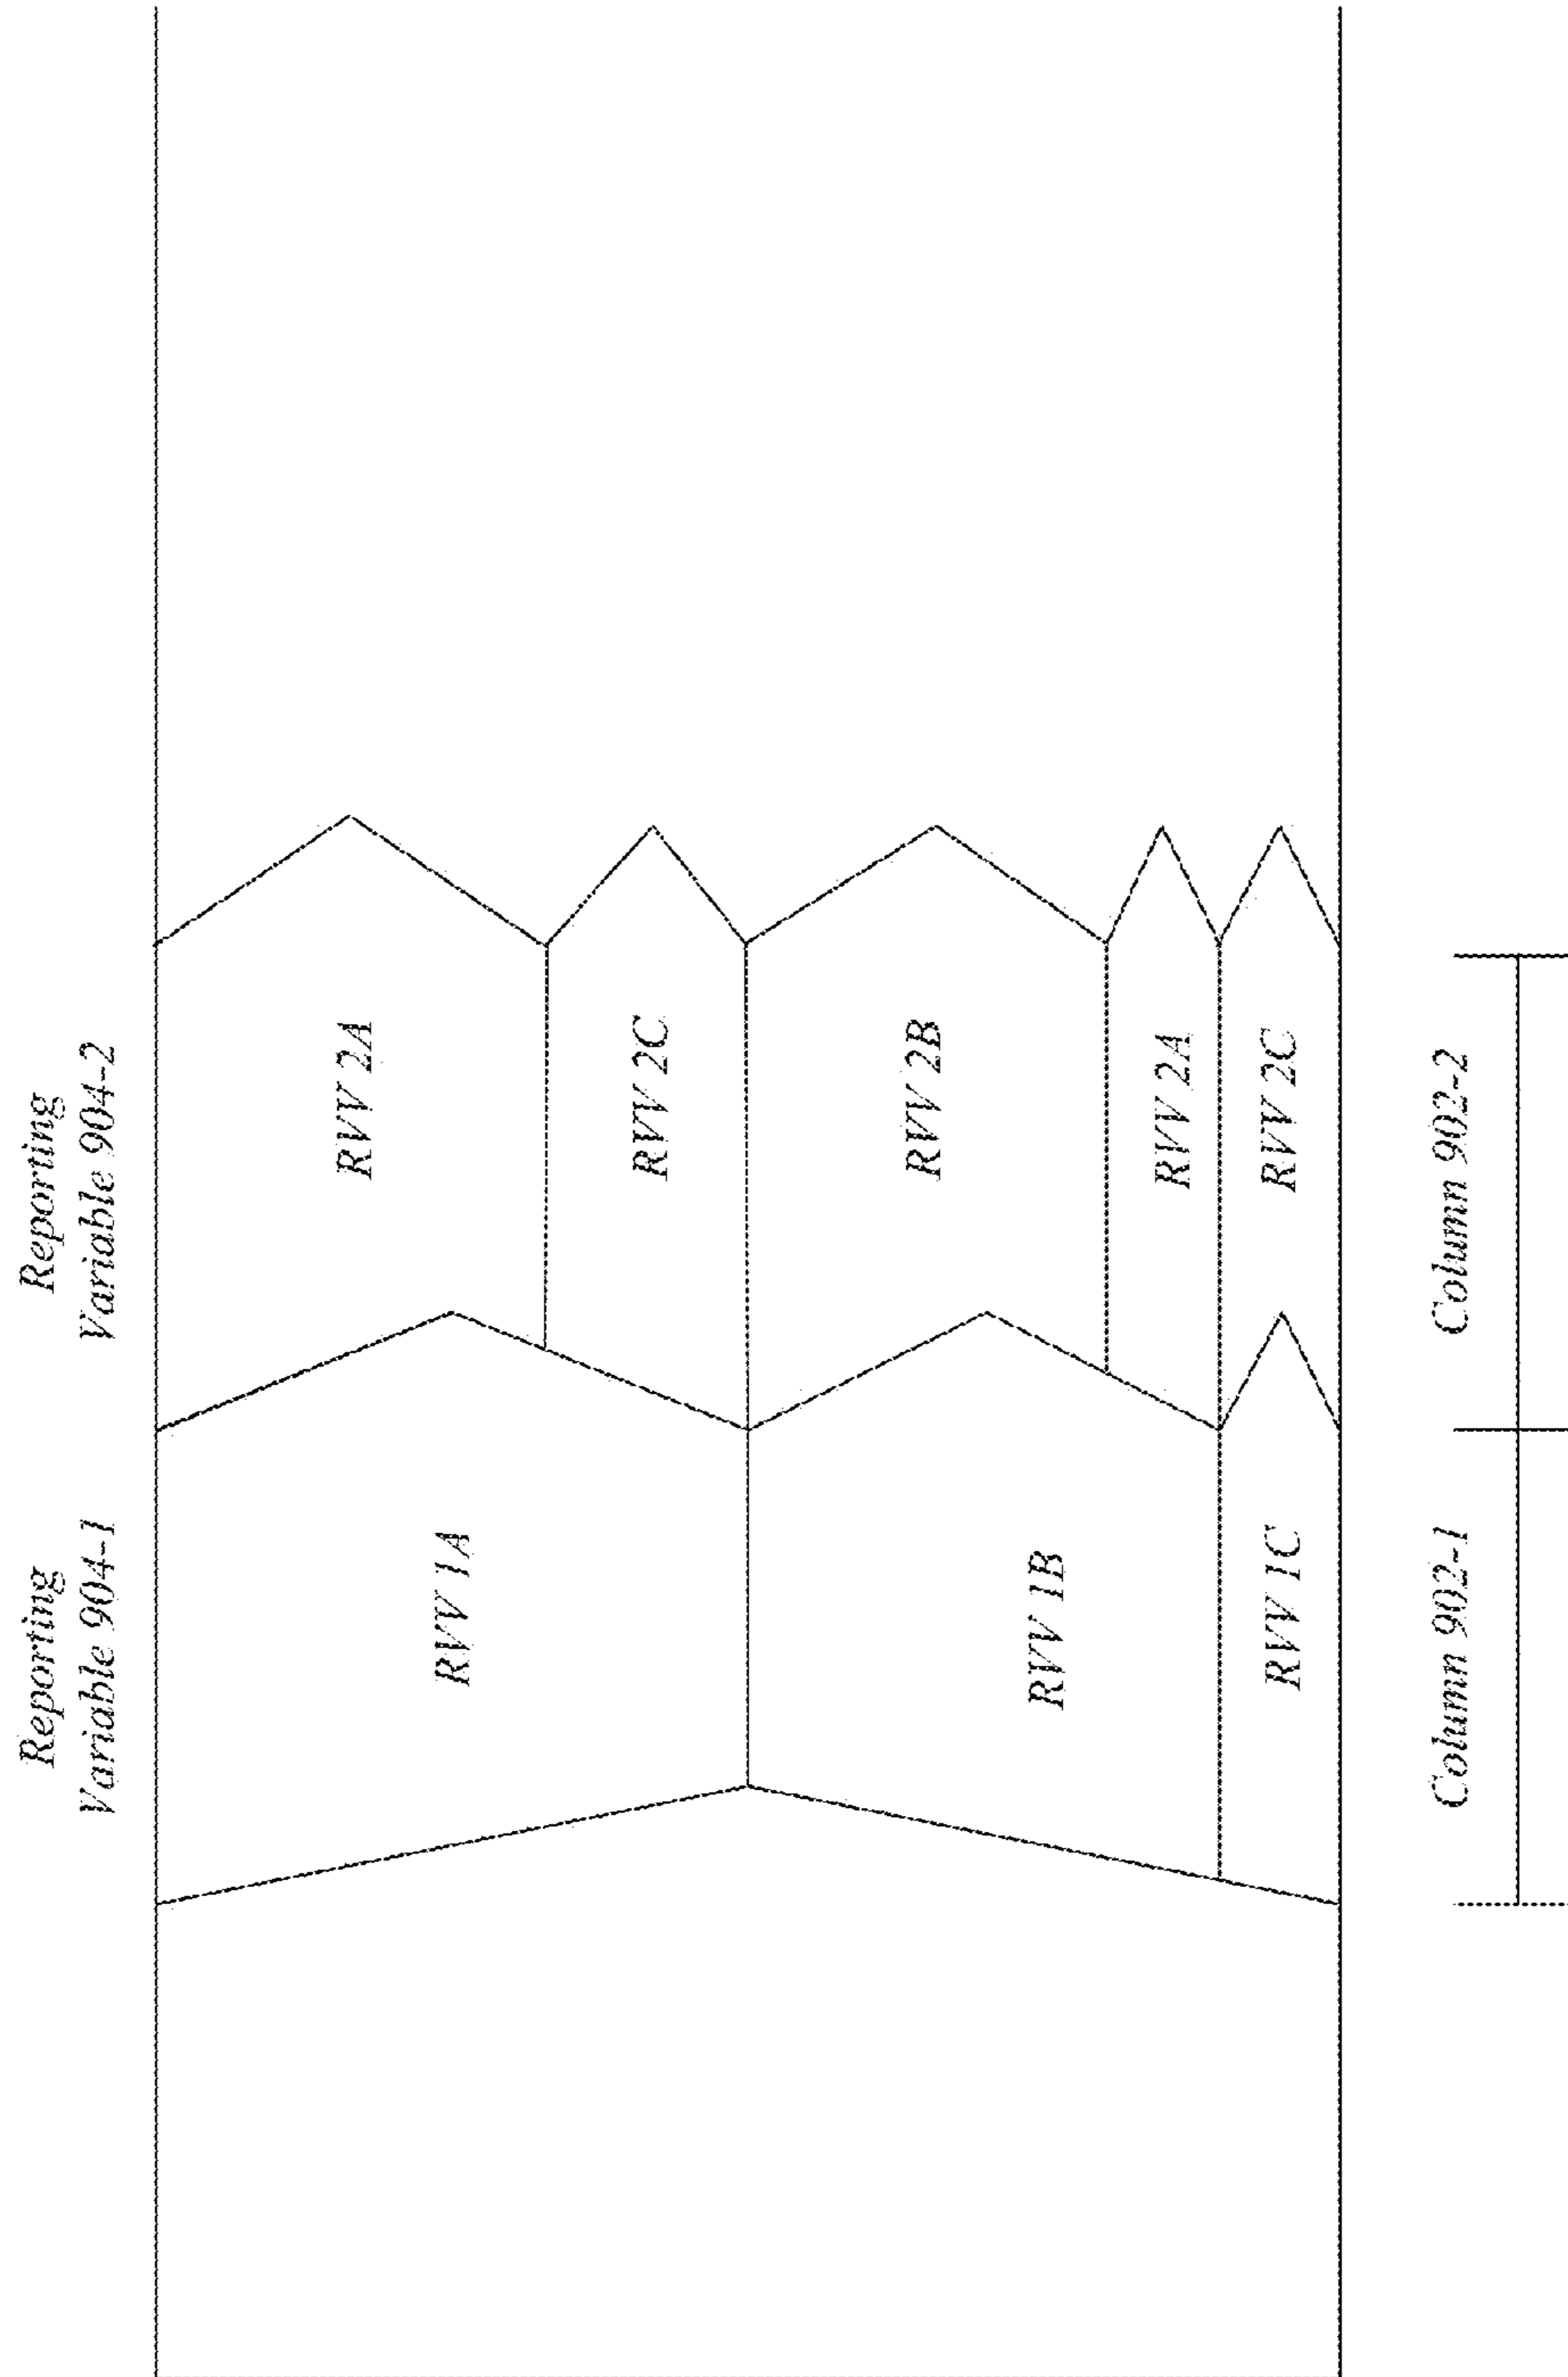 Reporting
Variable 904-1
Reporting
Variable 904-2
RVV 1A
RVV 2A
RVV 2C
RVV 1B
RVV 2B
RVV 2A
RVV 1C
RVV 2C
Column 902-1
Column 902-2